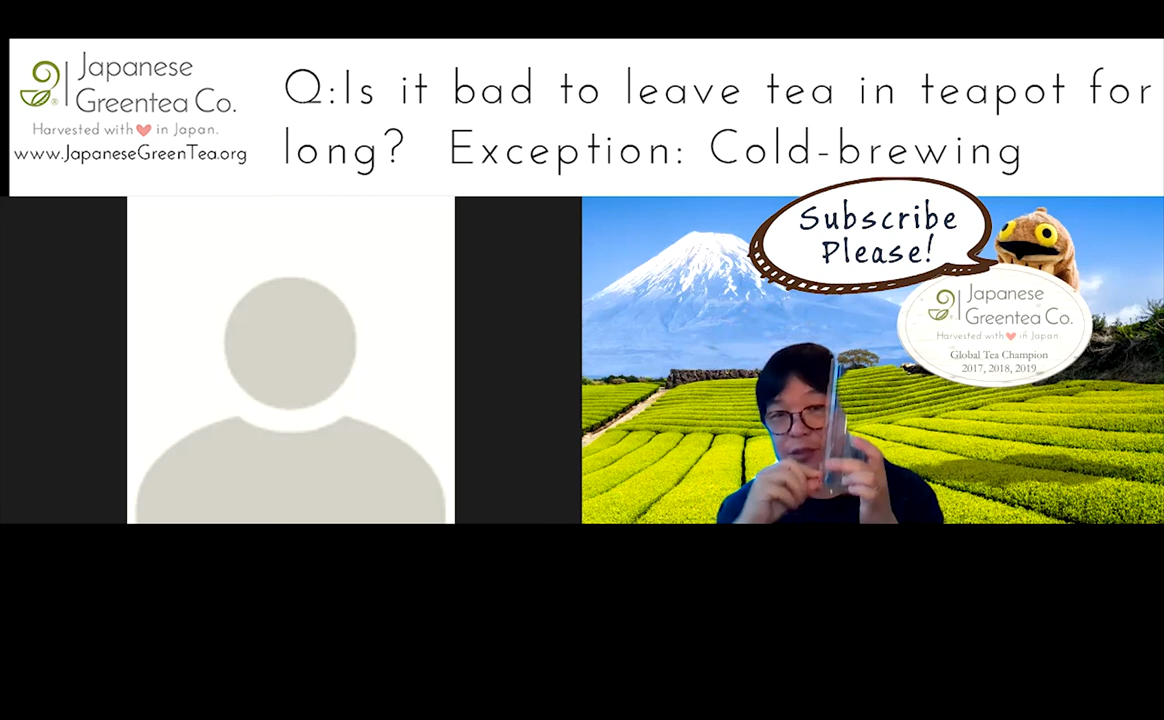 Japanese
Greentea Co.
Harvested with in Japan.
www.JapaneseGreenTea.org
Q:Is it bad to leave tea in teapot for
long? Exception: Cold-brewing
Subscribe
Please!
Japanese
Greentea Co.
Harvested with in Japan.
Global Tea Champion
2017, 2018, 2019